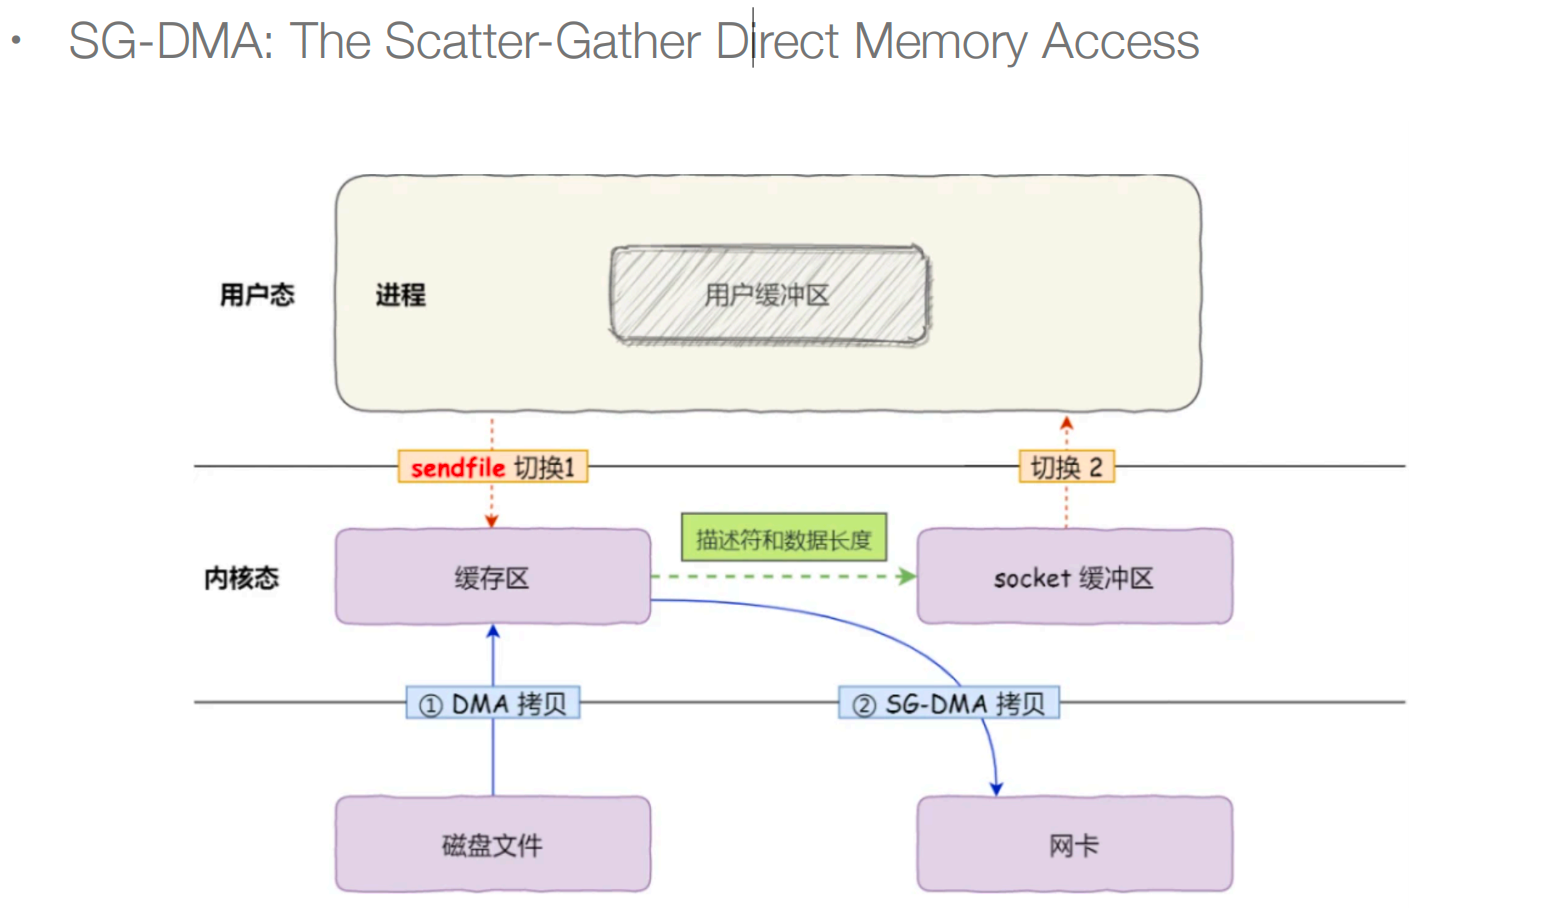 • SG-DMA: The Scatter-Gather Direct Memory Access
用户态
进程
用户缓冲区
sendfile 切换1
切换 2
描述符和数据长度
内核态
缓存区
socket 缓冲区
① DMA 拷贝
② SG-DMA 拷贝
磁盘文件
网卡